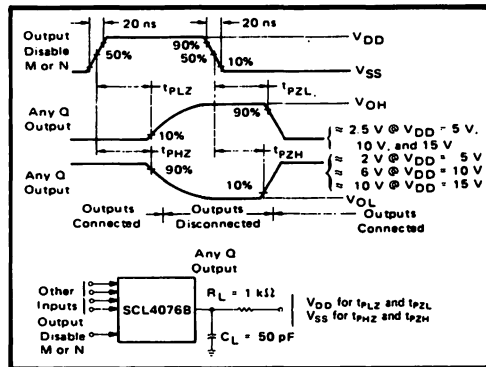 20 ns
20 ns
Output
Disable
M or N
50%
90%
50%
10%
VDD
VSS
tPLZ
tPZL
Any Q
Output
10%
90%
VOH
≈ 2.5 V @ VDD = 5 V,
10 V, and 15 V
tPHZ
tPZH
Any Q
Output
90%
10%
≈ 2 V @ VDD = 5 V
≈ 6 V @ VDD = 10 V
≈ 10 V @ VDD = 15 V
VOL
Outputs
Connected
Outputs
Disconnected
Outputs
Connected
Any Q
Output
Other
Inputs
Output
Disable
M or N
SCL4076B
RL = 1 kΩ
CL = 50 pF
VDD for tPLZ and tPZL
VSS for tPHZ and tPZH